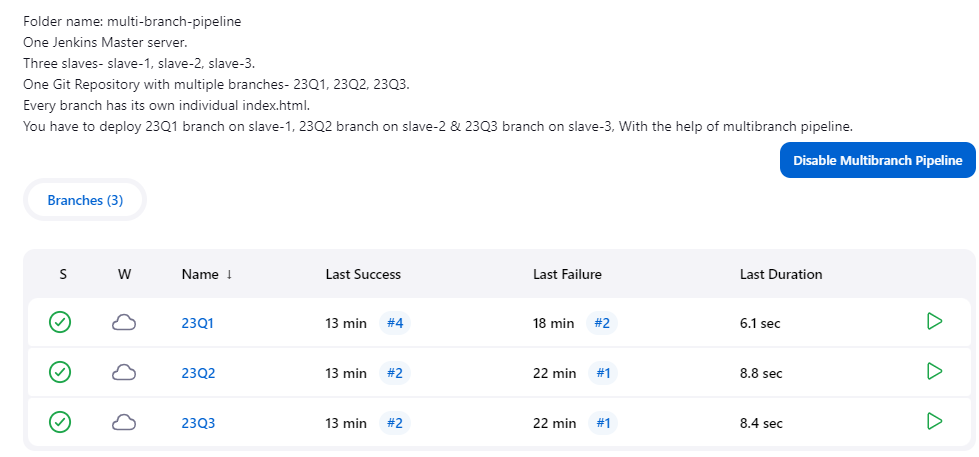 Folder name: multi-branch-pipeline
One Jenkins Master server.
Three slaves- slave-1, slave-2, slave-3.
One Git Repository with multiple branches- 23Q1, 23Q2, 23Q3.
Every branch has its own individual index.html.
You have to deploy 23Q1 branch on slave-1, 23Q2 branch on slave-2 & 23Q3 branch on slave-3, With the help of multibranch pipeline.
Disable Multibranch Pipeline
Branches (3)
S W Name ↓ Last Success Last Failure Last Duration
23Q1 13 min #4 18 min #2 6.1 sec
23Q2 13 min #2 22 min #1 8.8 sec
23Q3 13 min #2 22 min #1 8.4 sec